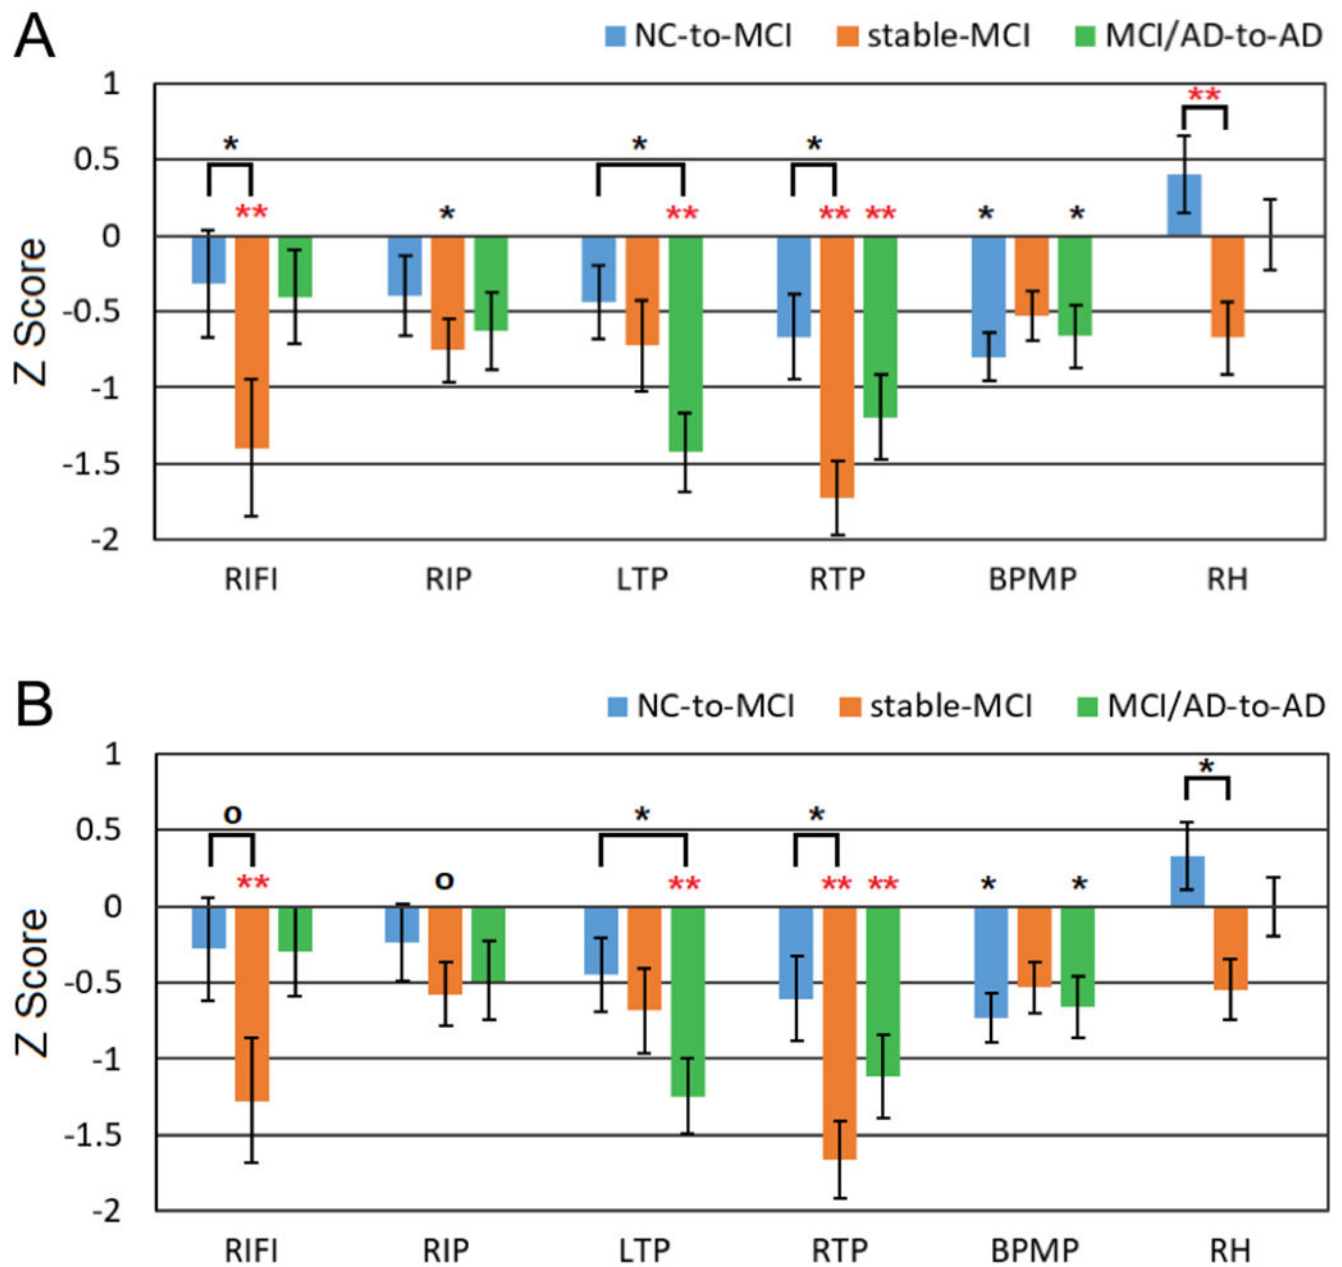 A
NC-to-MCI stable-MCI MCI/AD-to-AD
1
**
0.5
* * *
** * ** ** ** * *
0
-0.5
-1
-1.5
-2
Z Score
RIFI RIP LTP RTP BPMP RH
B
NC-to-MCI stable-MCI MCI/AD-to-AD
1
*
o * *
0.5
** o ** ** ** * *
0
-0.5
-1
-1.5
-2
Z Score
RIFI RIP LTP RTP BPMP RH